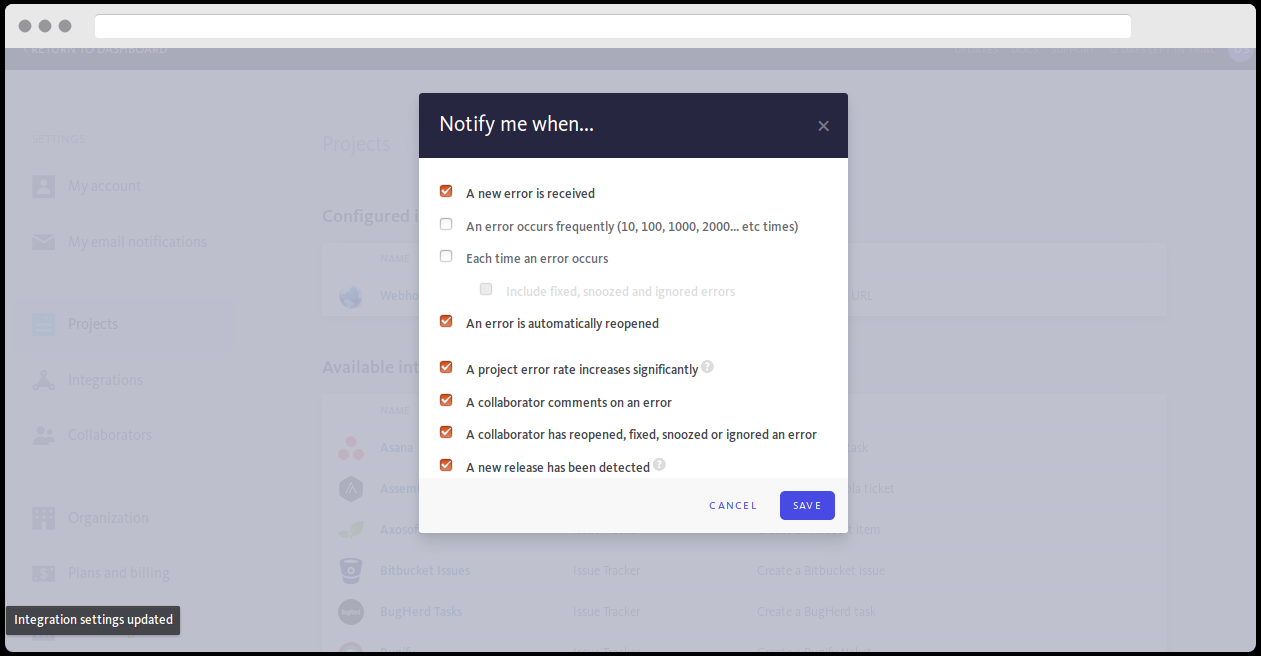 RETURN TO DASHBOARD
Notify me when...
SETTINGS
Projects
My account
A new error is received
Configured i
An error occurs frequently (10, 100, 1000, 2000... etc times)
My email notifications
NAME
Each time an error occurs
Webho
Include fixed, snoozed and ignored errors
URL
Projects
An error is automatically reopened
Available int
A project error rate increases significantly ?
Integrations
A collaborator comments on an error
NAME
Collaborators
A collaborator has reopened, fixed, snoozed or ignored an error
Asana
task
A new release has been detected ?
Assem
la ticket
CANCEL
SAVE
Organization
Axoso
item
Bitbucket Issues
Issue Tracker
Create a Bitbucket issue
Plans and billing
BugHerd Tasks
Issue Tracker
Create a BugHerd task
Integration settings updated